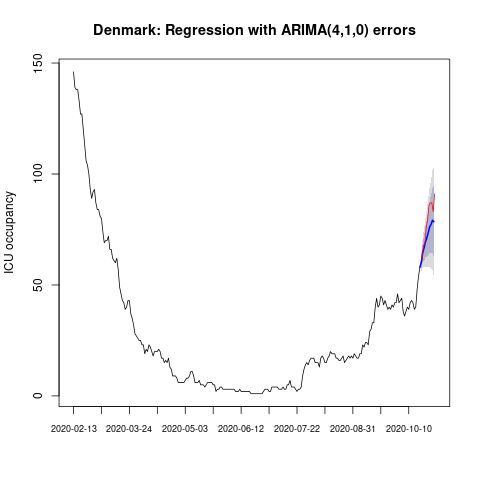 Denmark: Regression with ARIMA(4,1,0) errors
ICU occupancy
150
100
50
0
2020-02-13 2020-03-24 2020-05-03 2020-06-12 2020-07-22 2020-08-31 2020-10-10